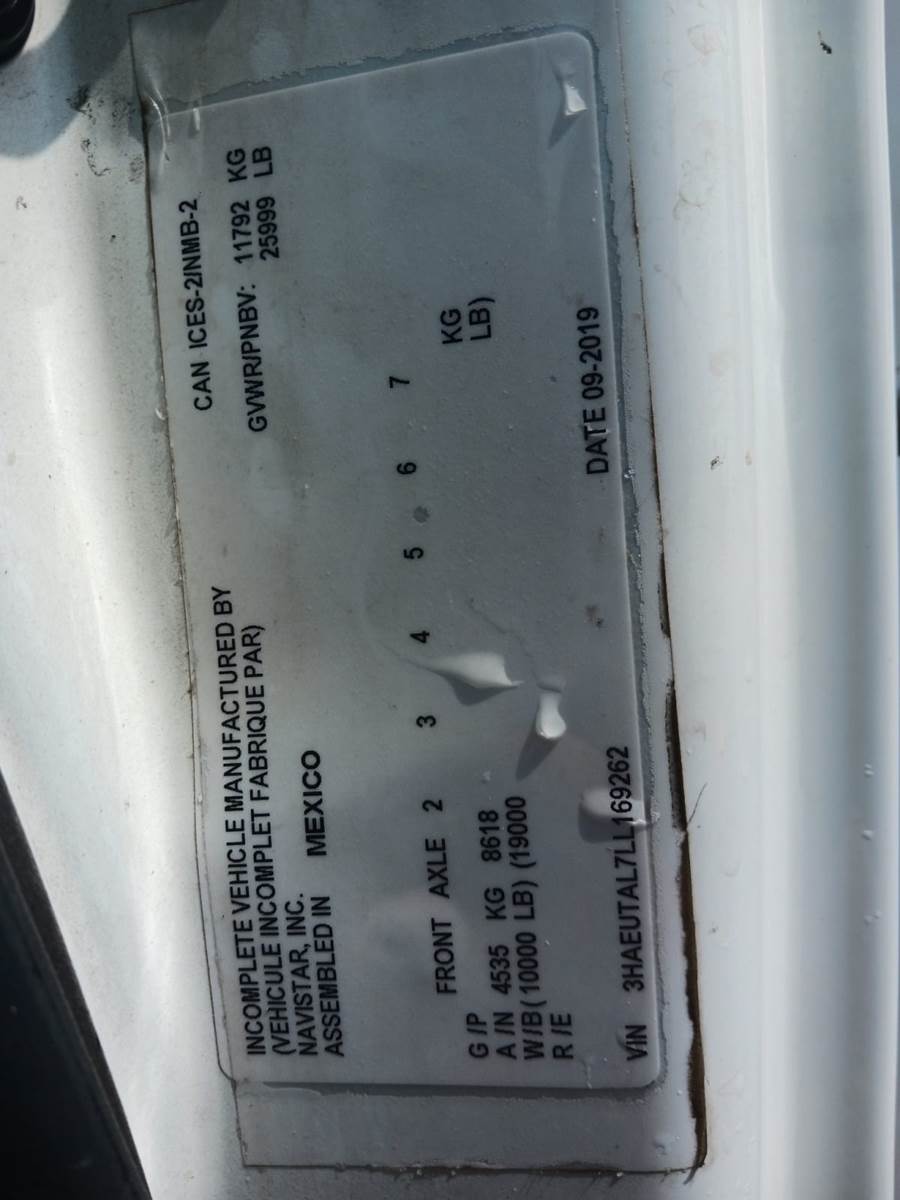 CAN ICES-2/NMB-2
INCOMPLETE VEHICLE MANUFACTURED BY
(VEHICULE INCOMPLET FABRIQUE PAR)
NAVISTAR, INC.
ASSEMBLED IN MEXICO
GVWR/PNBV: 11792 KG
25999 LB
FRONT AXLE 2 3 4 5 6 7
G /P
A /N 4535 KG 8618 KG
W/B(10000 LB) (19000 LB)
R /E
DATE 09-2019
VIN 3HAEUTAL7LL169262